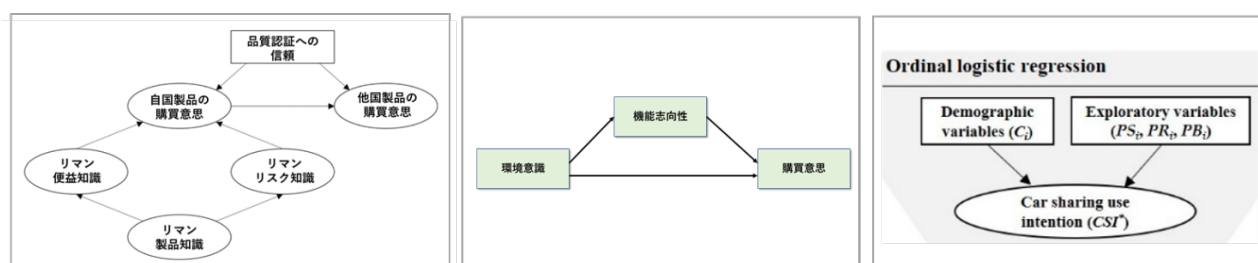 品質認証への
信頼
自国製品の
購買意思
他国製品の
購買意思
リマン
便益知識
リマン
リスク知識
リマン
製品知識
機能志向性
環境意識
購買意思
Ordinal logistic regression
Demographic
variables (Ci)
Exploratory variables
(PSi, PRi, PBi)
Car sharing use
intention (CSI*)